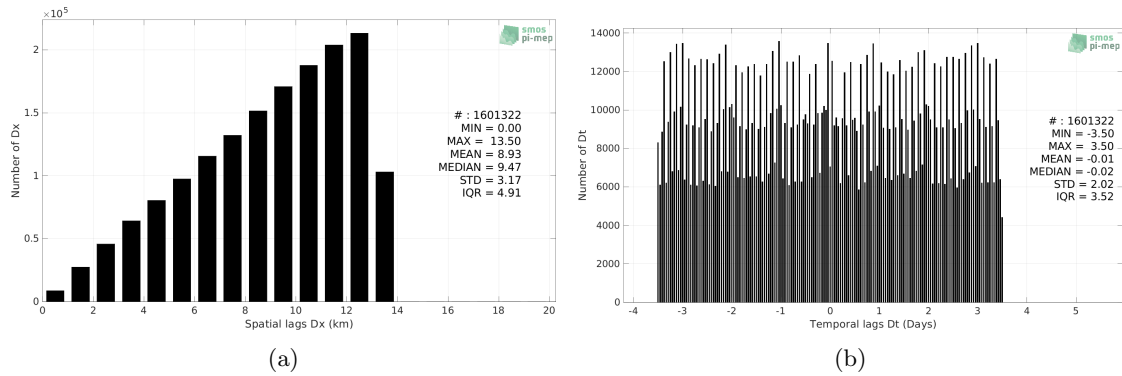 ×10⁵
2
1.5
1
0.5
0
Number of Dx
0 2 4 6 8 10 12 14 16 18 20
Spatial lags Dx (km)
smos
pi-mep
# : 1601322
MIN = 0.00
MAX = 13.50
MEAN = 8.93
MEDIAN = 9.47
STD = 3.17
IQR = 4.91
(a)
14000
12000
10000
8000
6000
4000
2000
0
Number of Dt
-4 -3 -2 -1 0 1 2 3 4 5
Temporal lags Dt (Days)
smos
pi-mep
# : 1601322
MIN = -3.50
MAX = 3.50
MEAN = -0.01
MEDIAN = -0.02
STD = 2.02
IQR = 3.52
(b)